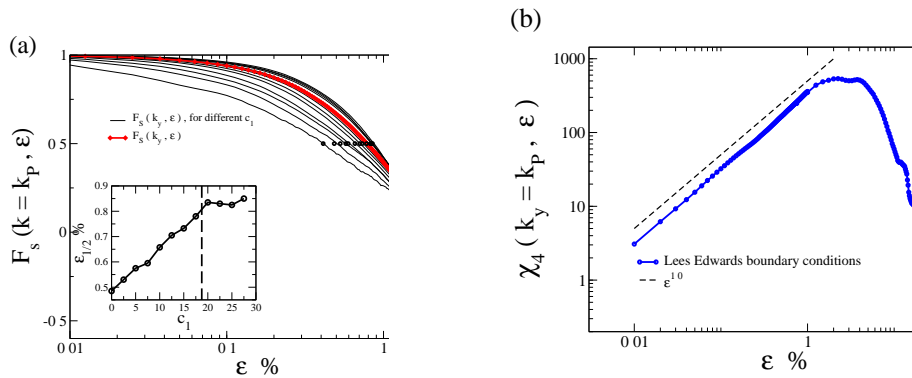 (a)
F_s ( k = k_P , ε )
1
0.5
0
-0 5
0 01
0 1
1
ε %
F_S ( k_y , ε ) , for different c_1
F_S ( k_y , ε )
ε_{1/2} %
0.9
0.8
0.7
0.6
0.5
0
5
10
15
20
25
30
c_1
(b)
χ_4 ( k_y = k_P , ε )
1000
100
10
1
0 01
1
ε %
Lees Edwards boundary conditions
ε^{1 0}